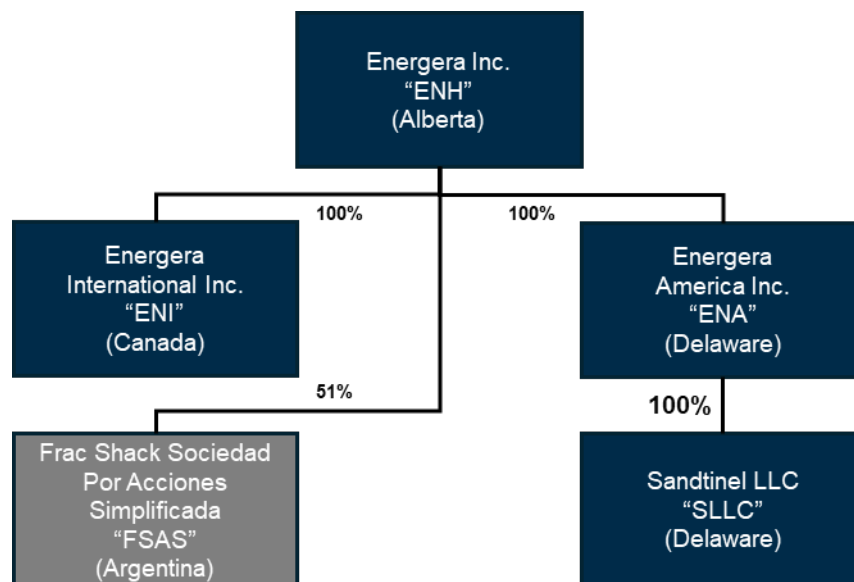 Energera Inc.
“ENH”
(Alberta)
100%
100%
Energera
International Inc.
“ENI”
(Canada)
Energera
America Inc.
“ENA”
(Delaware)
51%
100%
Frac Shack Sociedad
Por Acciones
Simplificada
“FSAS”
(Argentina)
Sandtinel LLC
“SLLC”
(Delaware)